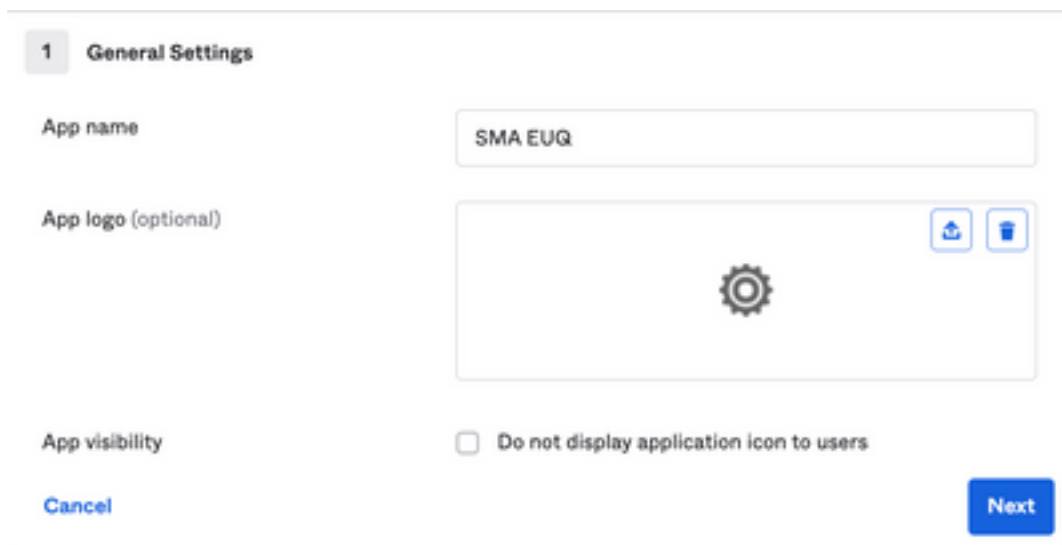 1 General Settings
App name
SMA EUQ
App logo (optional)
App visibility
Do not display application icon to users
Cancel
Next